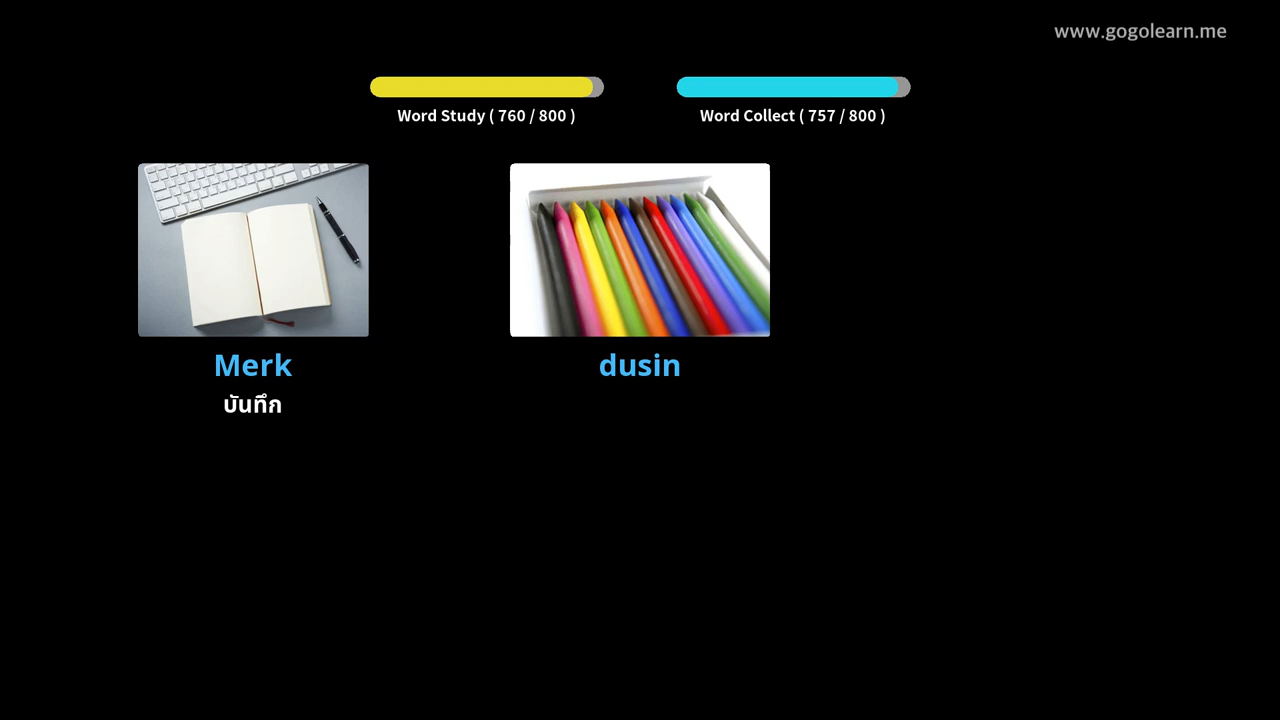 www.gogolearn.me
Word Study ( 760 / 800 )
Word Collect ( 757 / 800 )
Merk
dusin
บันทึก